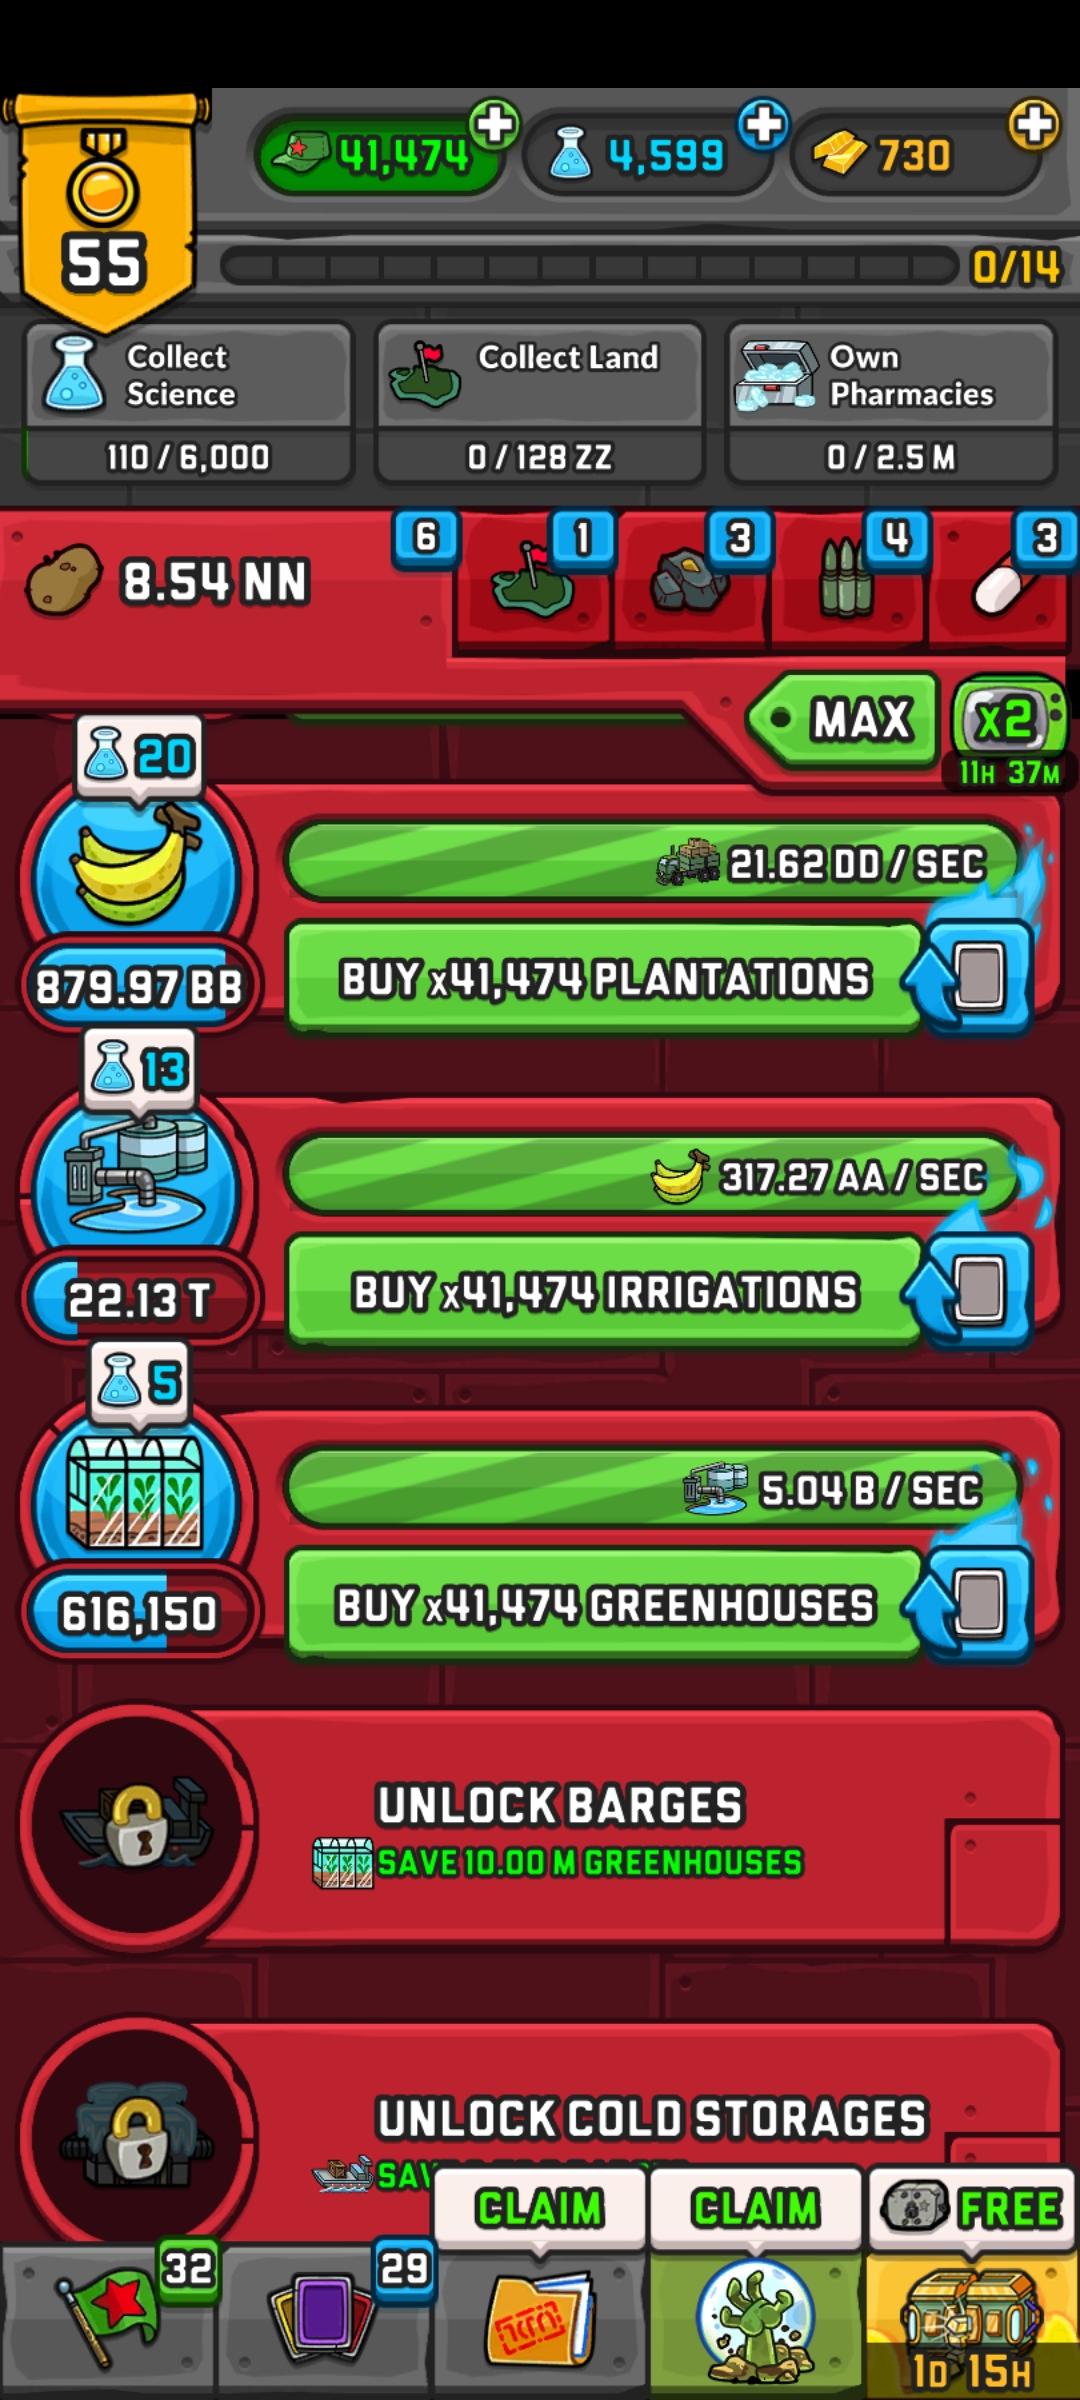 41,474
4,599
730
55
0/14
Collect
Science
110 / 6,000
Collect Land
0 / 128 ZZ
Own
Pharmacies
0 / 2.5 M
8.54 NN
6
1
3
4
3
MAX
x2
11H 37M
20
21.62 DD / SEC
879.97 BB
BUY x41,474 PLANTATIONS
13
317.27 AA / SEC
22.13 T
BUY x41,474 IRRIGATIONS
5
5.04 B / SEC
616,150
BUY x41,474 GREENHOUSES
UNLOCK BARGES
SAVE 10.00 M GREENHOUSES
UNLOCK COLD STORAGES
CLAIM
CLAIM
FREE
32
29
1D 15H